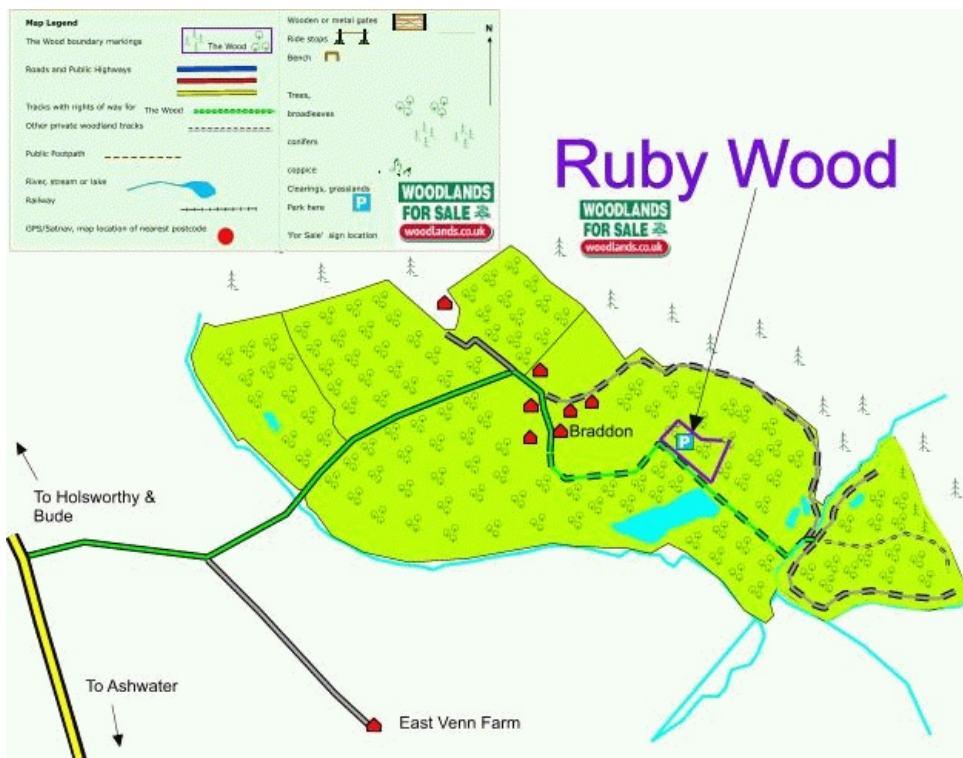 Map Legend
The Wood boundary markings
The Wood
Roads and Public Highways
Tracks with rights of way for The Wood
Other private woodland tracks
Public Footpath
River, stream or lake
Railway
GPS/Satnav, map location of nearest postcode
Wooden or metal gates
Ride stops
Bench
Trees,
broadleaves
conifers
coppice
Clearings, grasslands
Park here
P
'For Sale' sign location
N
WOODLANDS
FOR SALE
woodlands.co.uk
Ruby Wood
WOODLANDS
FOR SALE
woodlands.co.uk
Braddon
P
To Holsworthy &
Bude
To Ashwater
East Venn Farm